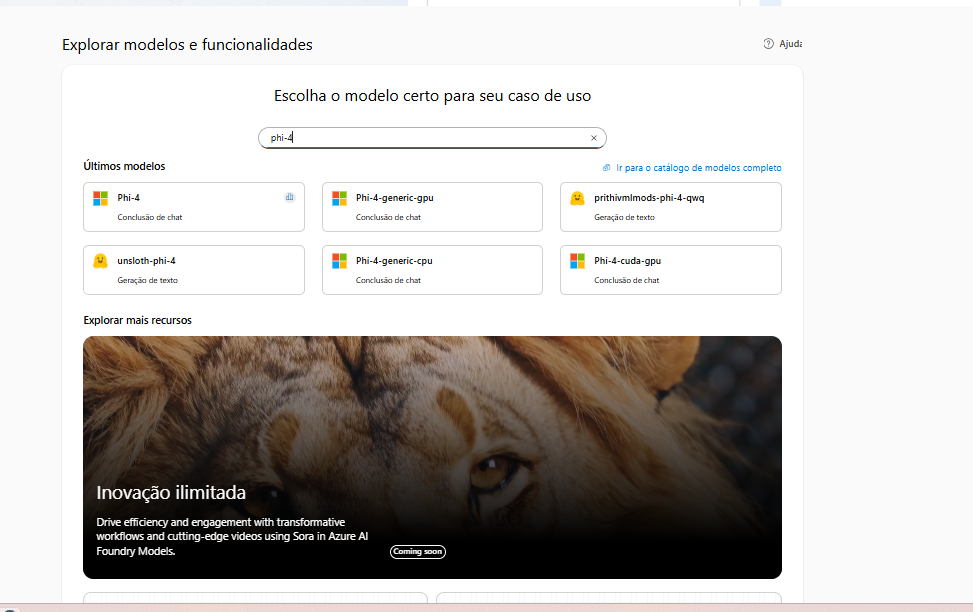 Explorar modelos e funcionalidades
Ajuda
Escolha o modelo certo para seu caso de uso
phi-4
Últimos modelos
Ir para o catálogo de modelos completo
Phi-4
Conclusão de chat
Phi-4-generic-gpu
Conclusão de chat
prithivmlmods-phi-4-qwq
Geração de texto
unsloth-phi-4
Geração de texto
Phi-4-generic-cpu
Conclusão de chat
Phi-4-cuda-gpu
Conclusão de chat
Explorar mais recursos
Inovação ilimitada
Drive efficiency and engagement with transformative
workflows and cutting-edge videos using Sora in Azure AI
Foundry Models.
Coming soon